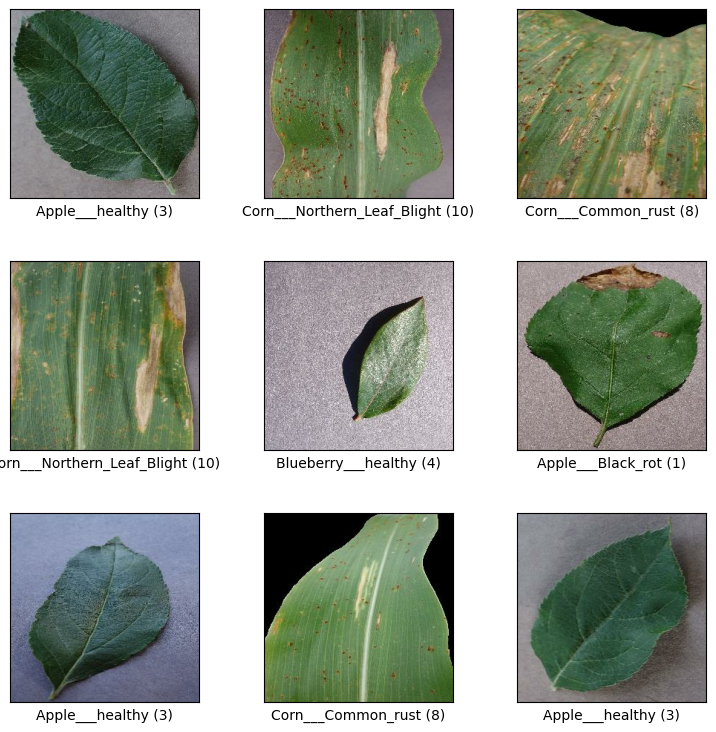 Apple___healthy (3)
Corn___Northern_Leaf_Blight (10)
Corn___Common_rust (8)
orn___Northern_Leaf_Blight (10)
Blueberry___healthy (4)
Apple___Black_rot (1)
Apple___healthy (3)
Corn___Common_rust (8)
Apple___healthy (3)